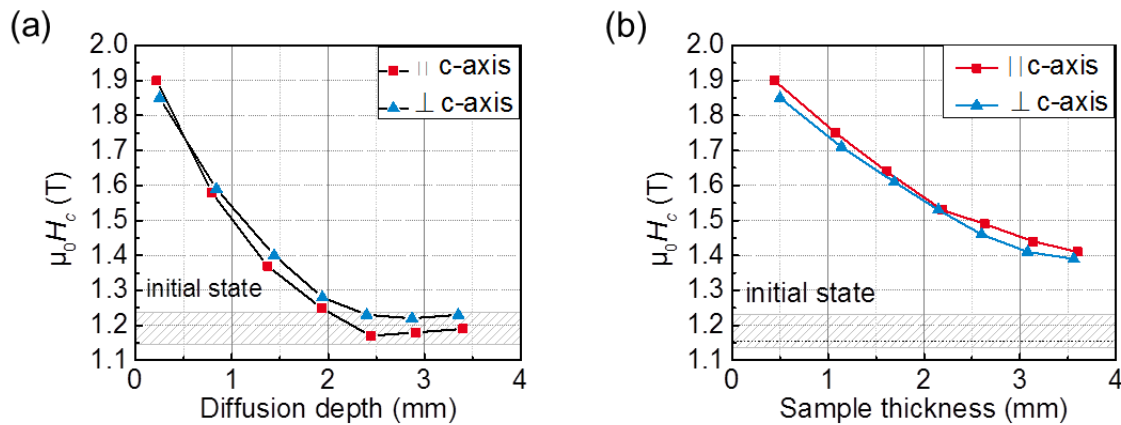 (a)
2.0
1.9
1.8
1.7
1.6
1.5
1.4
1.3
1.2
1.1
μ₀H꜀ (T)
|| c-axis
⊥ c-axis
initial state
0 1 2 3 4
Diffusion depth (mm)
(b)
2.0
1.9
1.8
1.7
1.6
1.5
1.4
1.3
1.2
1.1
μ₀H꜀ (T)
|| c-axis
⊥ c-axis
initial state
0 1 2 3 4
Sample thickness (mm)